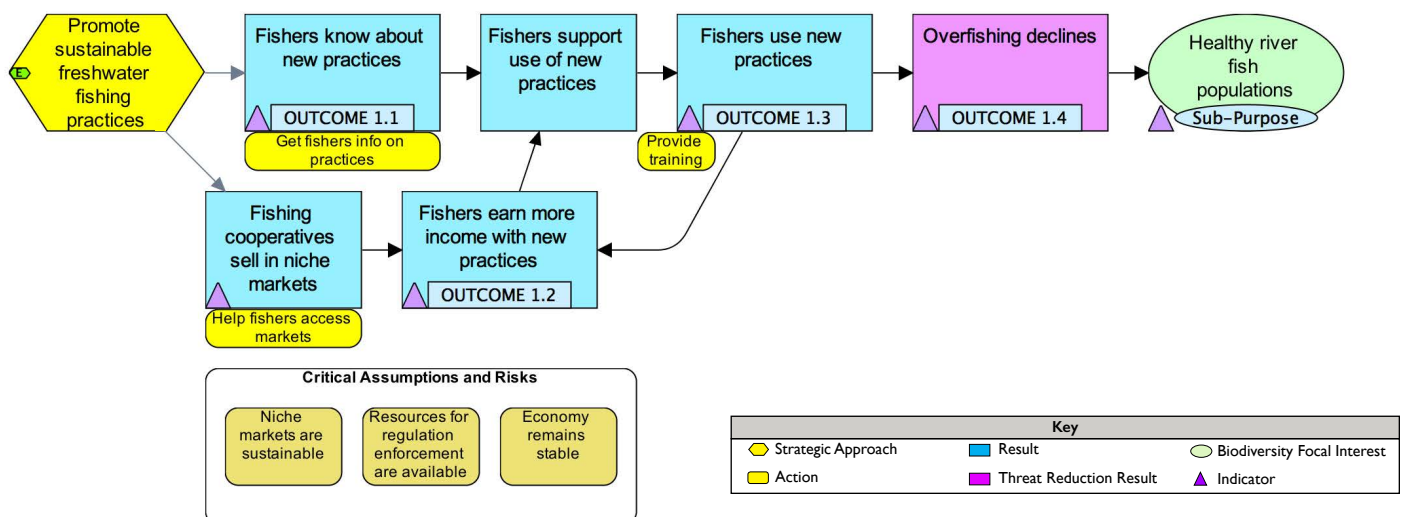 Promote
sustainable
freshwater
fishing
practices
E
Fishers know about
new practices
OUTCOME 1.1
Get fishers info on
practices
Fishers support
use of new
practices
Fishers use new
practices
OUTCOME 1.3
Provide
training
Overfishing declines
OUTCOME 1.4
Healthy river
fish
populations
Sub-Purpose
Fishing
cooperatives
sell in niche
markets
Help fishers access
markets
Fishers earn more
income with new
practices
OUTCOME 1.2
Critical Assumptions and Risks
Niche
markets are
sustainable
Resources for
regulation
enforcement
are available
Economy
remains
stable
Key
Strategic Approach
Result
Biodiversity Focal Interest
Action
Threat Reduction Result
Indicator